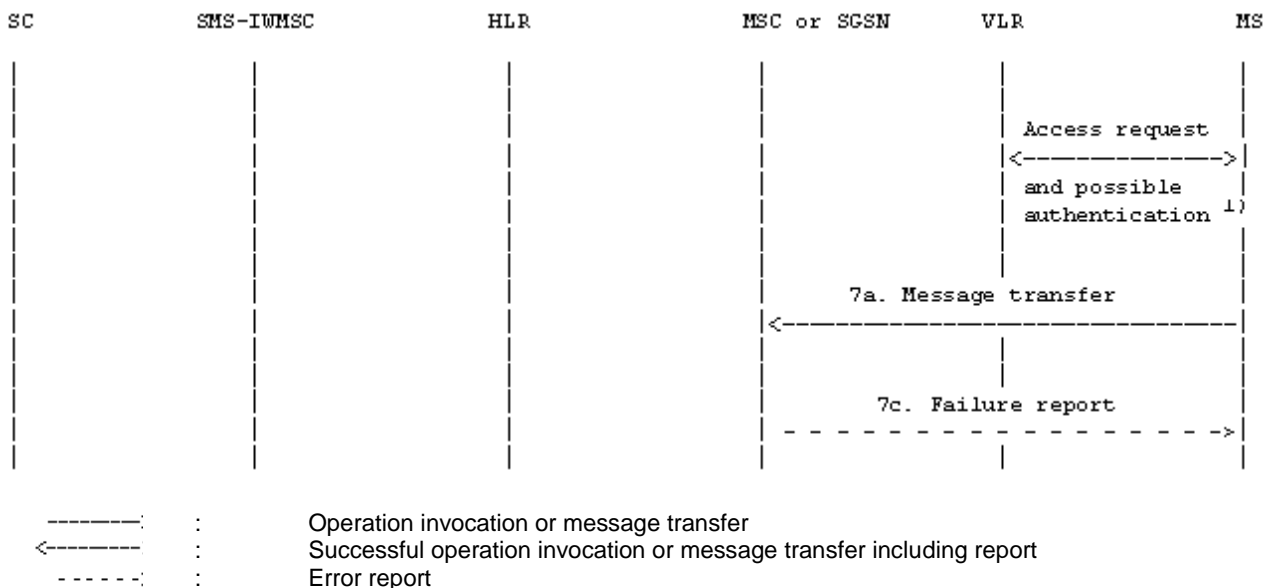 SC SMS-IWMSC HLR MSC or SGSN VLR MS
Access request
and possible
authentication 1)
7a. Message transfer
7c. Failure report
: Operation invocation or message transfer
: Successful operation invocation or message transfer including report
: Error report